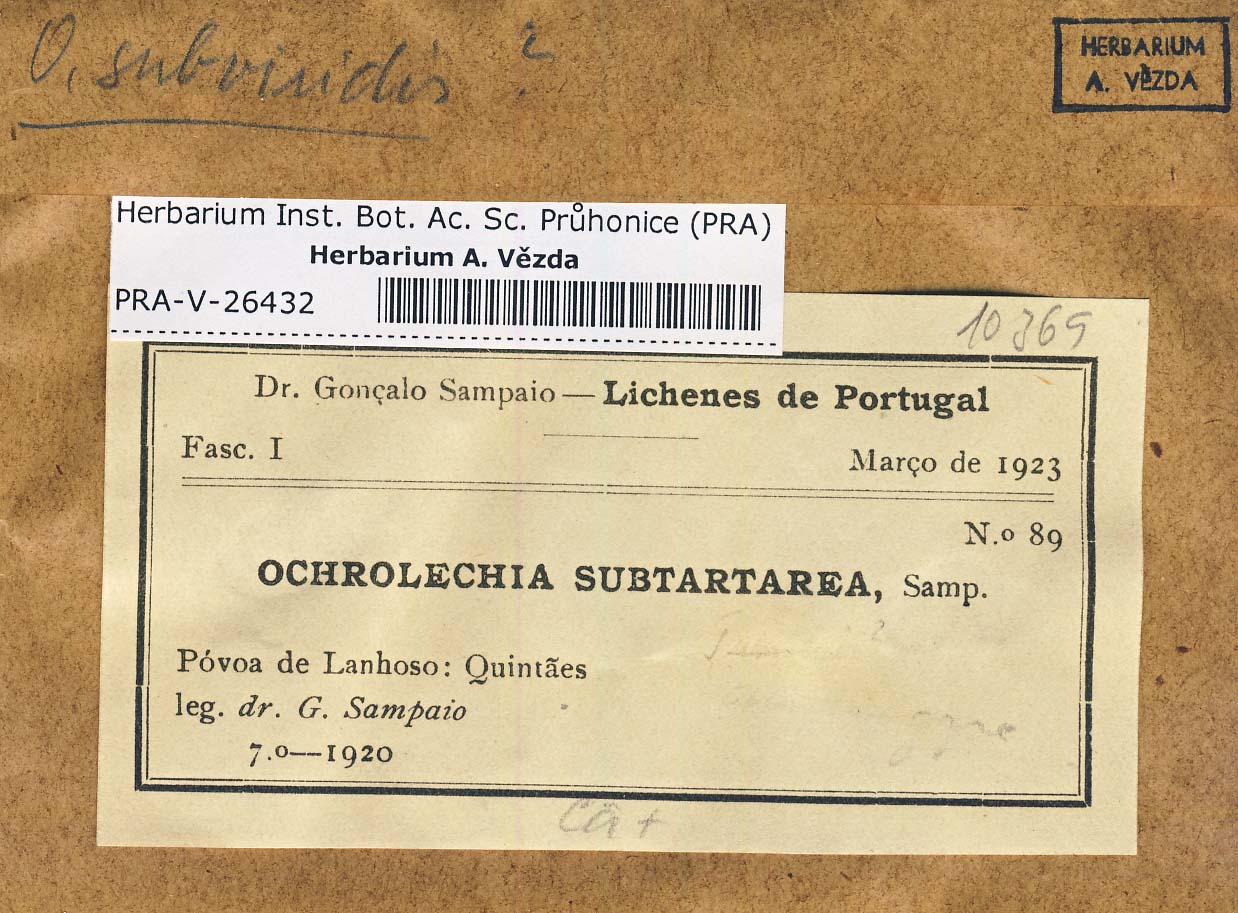 O. subviridis ?
HERBARIUM
A. VĚZDA
Herbarium Inst. Bot. Ac. Sc. Průhonice (PRA)
Herbarium A. Vězda
PRA-V-26432
10369
Dr. Gonçalo Sampaio — Lichenes de Portugal
Fasc. I
Março de 1923
N.o 89
OCHROLECHIA SUBTARTAREA, Samp.
Póvoa de Lanhoso: Quintães
leg. dr. G. Sampaio
7.o—1920
Ca +